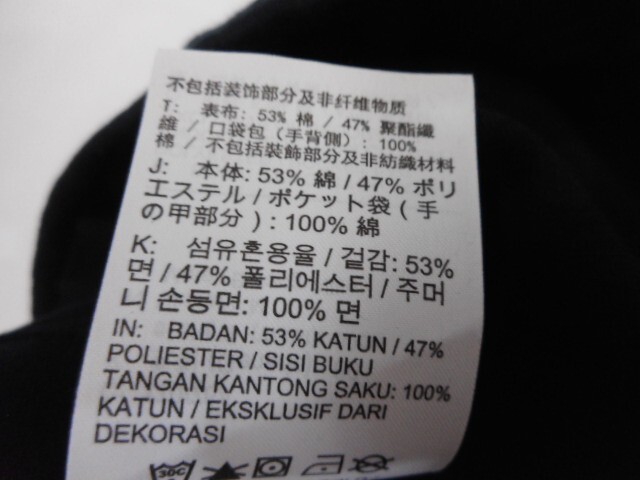 不包括装饰部分及非纤维物质
T: 表布: 53% 棉 / 47% 聚酯纖
維 / 口袋包 (手背側) : 100%
棉 / 不包括裝飾部分及非紡織材料
J: 本体: 53% 綿 / 47% ポリ
エステル / ポケット袋 ( 手
の甲部分 ) : 100% 綿
K: 섬유혼용율 / 겉감: 53%
면 / 47% 폴리에스터 / 주머
니 손등면: 100% 면
IN: BADAN: 53% KATUN / 47%
POLIESTER / SISI BUKU
TANGAN KANTONG SAKU: 100%
KATUN / EKSKLUSIF DARI
DEKORASI
30C